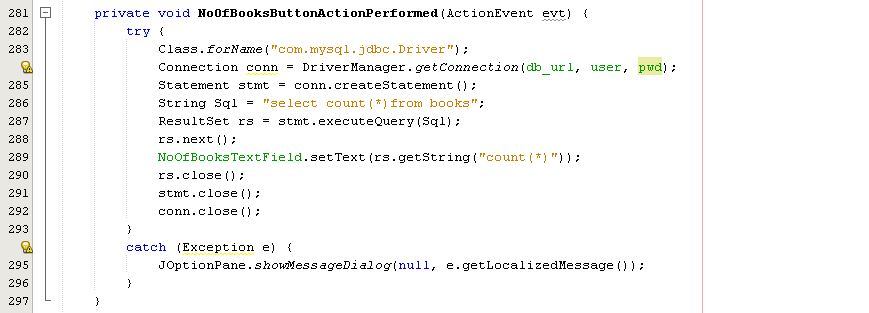 281 private void NoOfBooksButtonActionPerformed(ActionEvent evt) {
282 try {
283 Class.forName("com.mysql.jdbc.Driver");
Connection conn = DriverManager.getConnection(db_url, user, pwd);
285 Statement stmt = conn.createStatement();
286 String Sql = "select count(*)from books";
287 ResultSet rs = stmt.executeQuery(Sql);
288 rs.next();
289 NoOfBooksTextField.setText(rs.getString("count(*)"));
290 rs.close();
291 stmt.close();
292 conn.close();
293 }
catch (Exception e) {
295 JOptionPane.showMessageDialog(null, e.getLocalizedMessage());
296 }
297 }